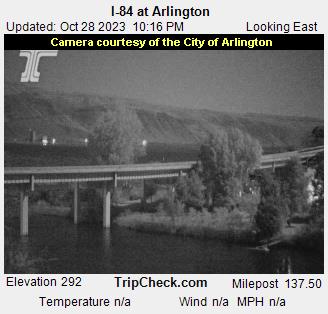 I-84 at Arlington
Updated: Oct 28 2023 10:16 PM Looking East
Camera courtesy of the City of Arlington
Elevation 292 TripCheck.com Milepost 137.50
Temperature n/a Wind n/a MPH n/a